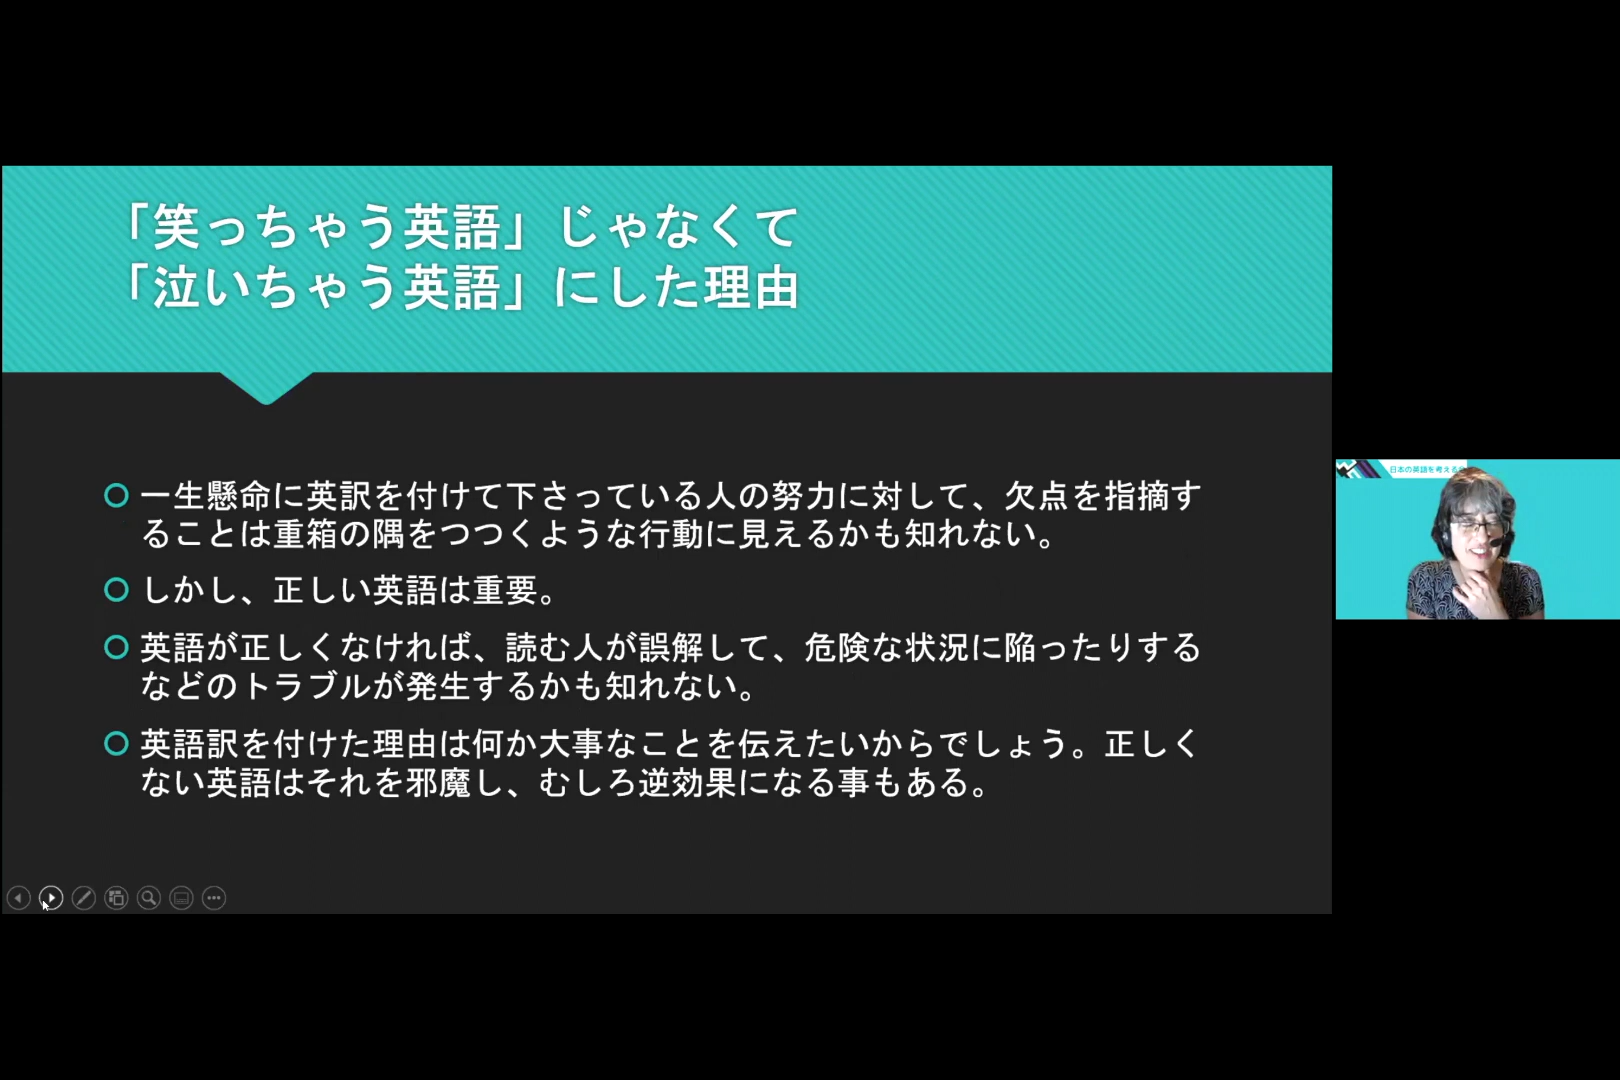 「笑っちゃう英語」じゃなくて
「泣いちゃう英語」にした理由
一生懸命に英訳を付けて下さっている人の努力に対して、欠点を指摘す
ることは重箱の隅をつつくような行動に見えるかも知れない。
しかし、正しい英語は重要。
英語が正しくなければ、読む人が誤解して、危険な状況に陥ったりする
などのトラブルが発生するかも知れない。
英語訳を付けた理由は何か大事なことを伝えたいからでしょう。正しく
ない英語はそれを邪魔し、むしろ逆効果になる事もある。
日本の英語を考える